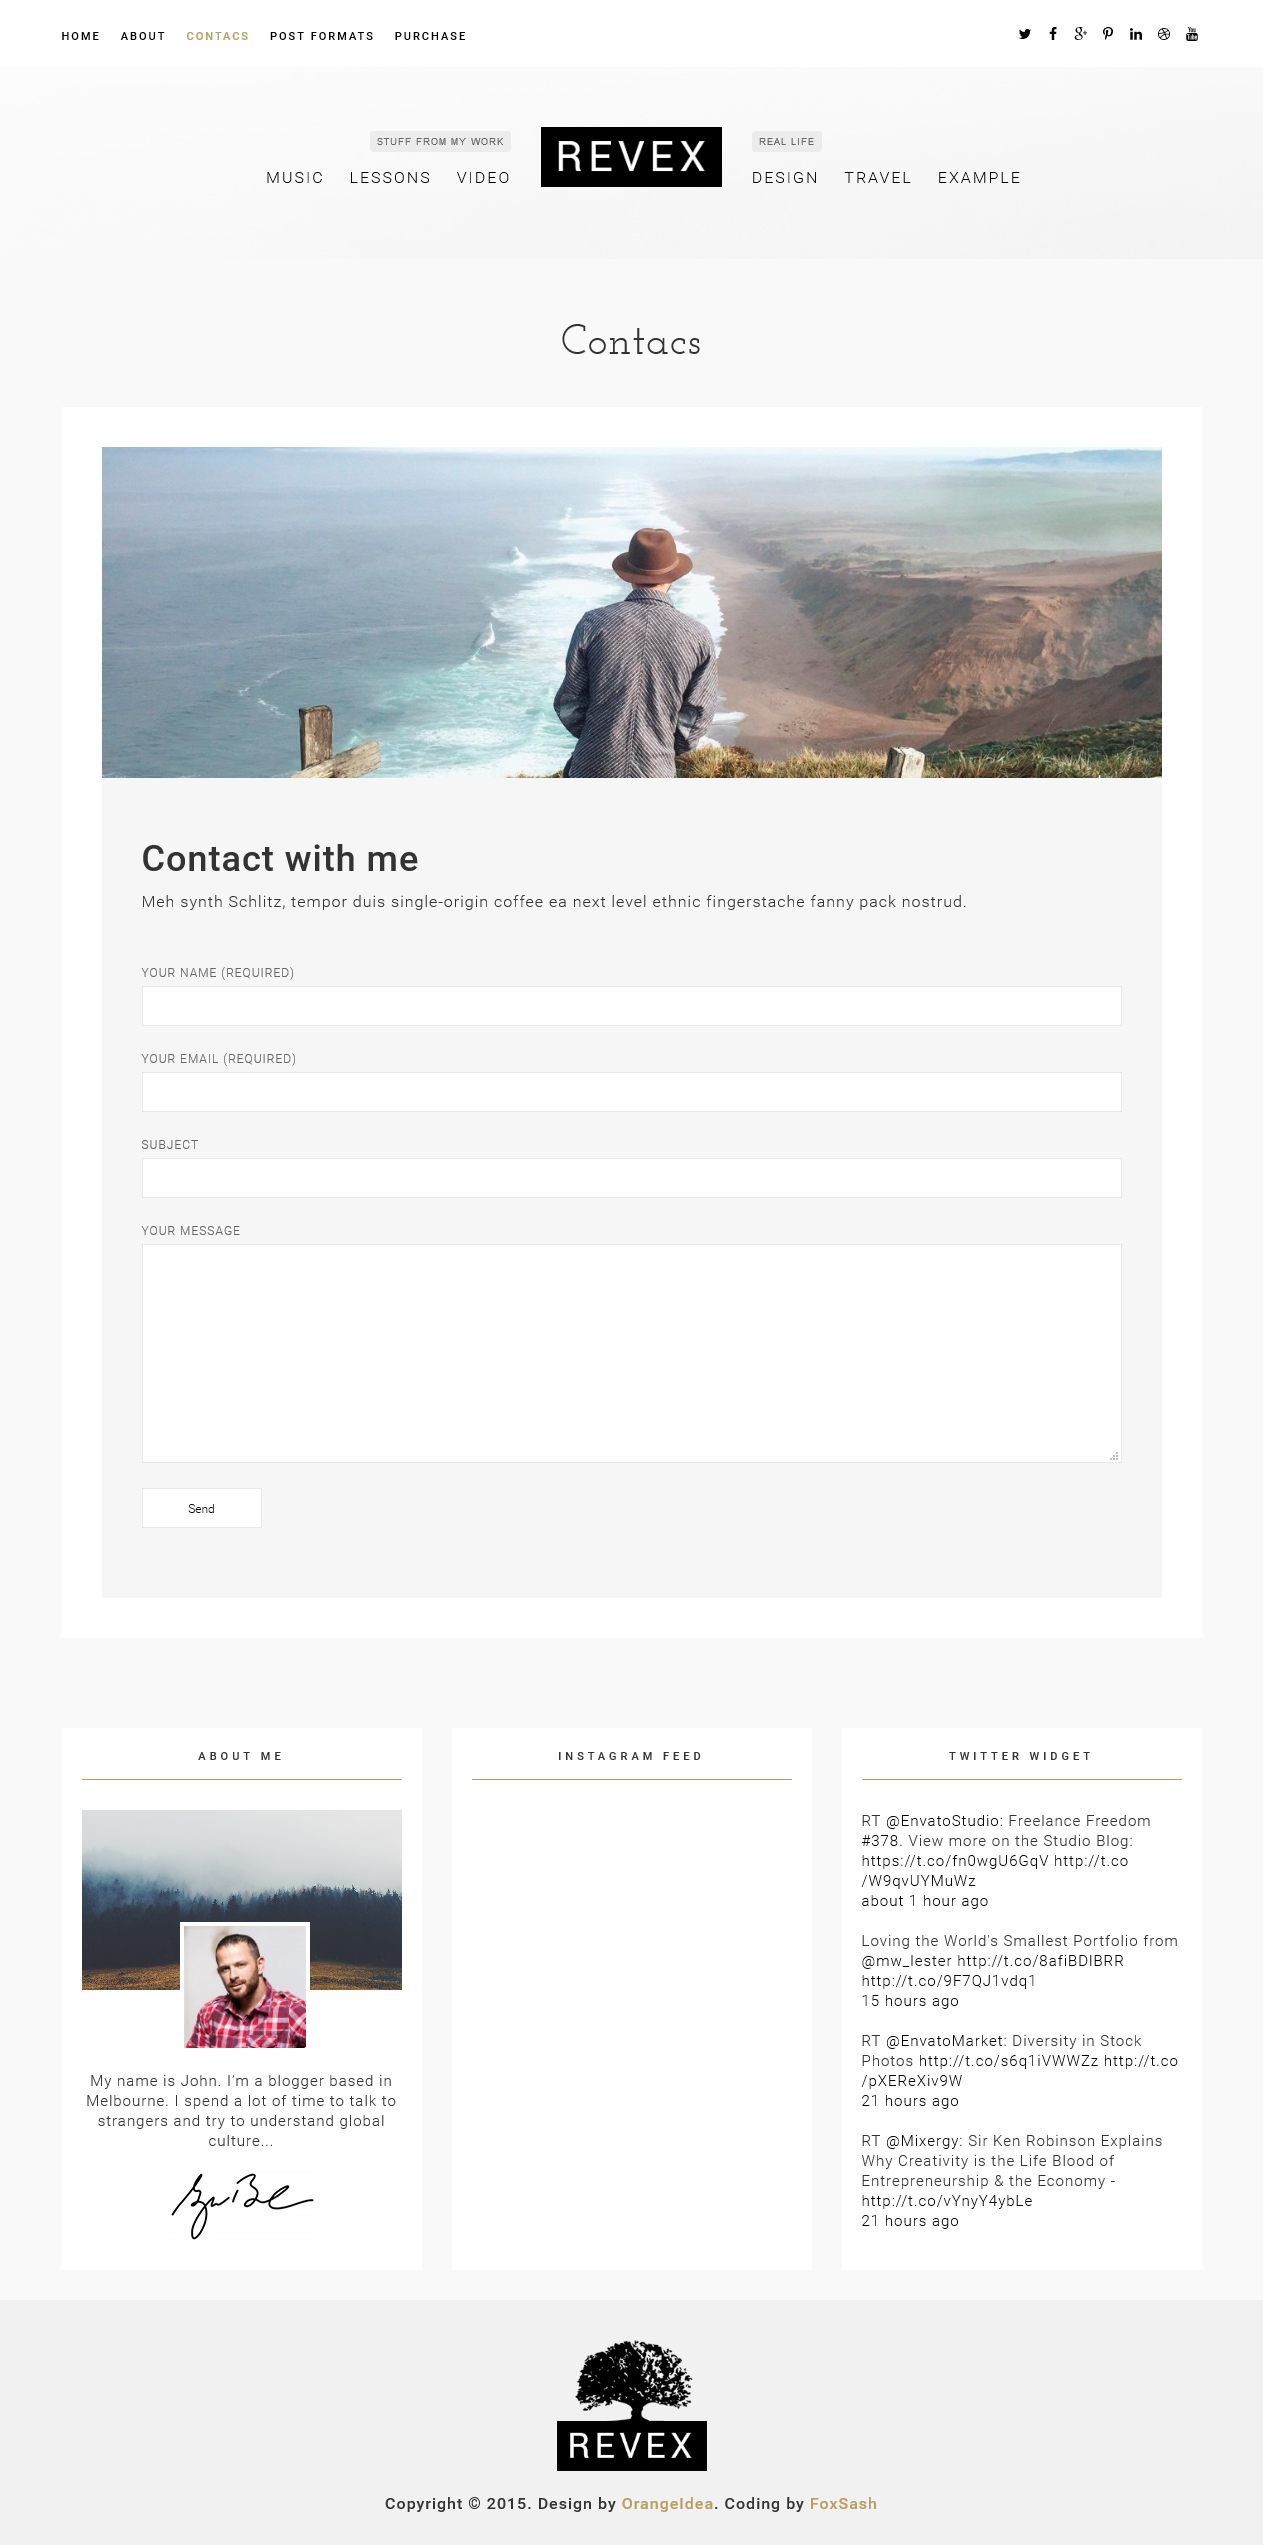 HOME ABOUT CONTACS POST FORMATS PURCHASE
STUFF FROM MY WORK
MUSIC LESSONS VIDEO
REVEX
REAL LIFE
DESIGN TRAVEL EXAMPLE
Contacs
Contact with me
Meh synth Schlitz, tempor duis single-origin coffee ea next level ethnic fingerstache fanny pack nostrud.
YOUR NAME (REQUIRED)
YOUR EMAIL (REQUIRED)
SUBJECT
YOUR MESSAGE
Send
ABOUT ME
My name is John. I'm a blogger based in
Melbourne. I spend a lot of time to talk to
strangers and try to understand global
culture...
INSTAGRAM FEED
TWITTER WIDGET
RT @EnvatoStudio: Freelance Freedom
#378. View more on the Studio Blog:
https://t.co/fn0wgU6GqV http://t.co
/W9qvUYMuWz
about 1 hour ago
Loving the World's Smallest Portfolio from
@mw_lester http://t.co/8afiBDIBRR
http://t.co/9F7QJ1vdq1
15 hours ago
RT @EnvatoMarket: Diversity in Stock
Photos http://t.co/s6q1iVWWZz http://t.co
/pXEReXiv9W
21 hours ago
RT @Mixergy: Sir Ken Robinson Explains
Why Creativity is the Life Blood of
Entrepreneurship & the Economy -
http://t.co/vYnyY4ybLe
21 hours ago
REVEX
Copyright © 2015. Design by OrangeIdea. Coding by FoxSash